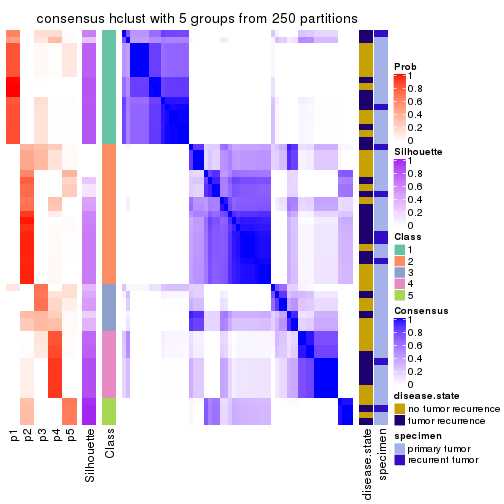 consensus hclust with 5 groups from 250 partitions
p1
p2
p3
p4
p5
Silhouette
Class
disease.state
specimen
Prob
1
0.8
0.6
0.4
0.2
0
Silhouette
1
0.8
0.6
0.4
0.2
0
Class
1
2
3
4
5
Consensus
1
0.8
0.6
0.4
0.2
0
disease.state
no tumor recurrence
tumor recurrence
specimen
primary tumor
recurrent tumor